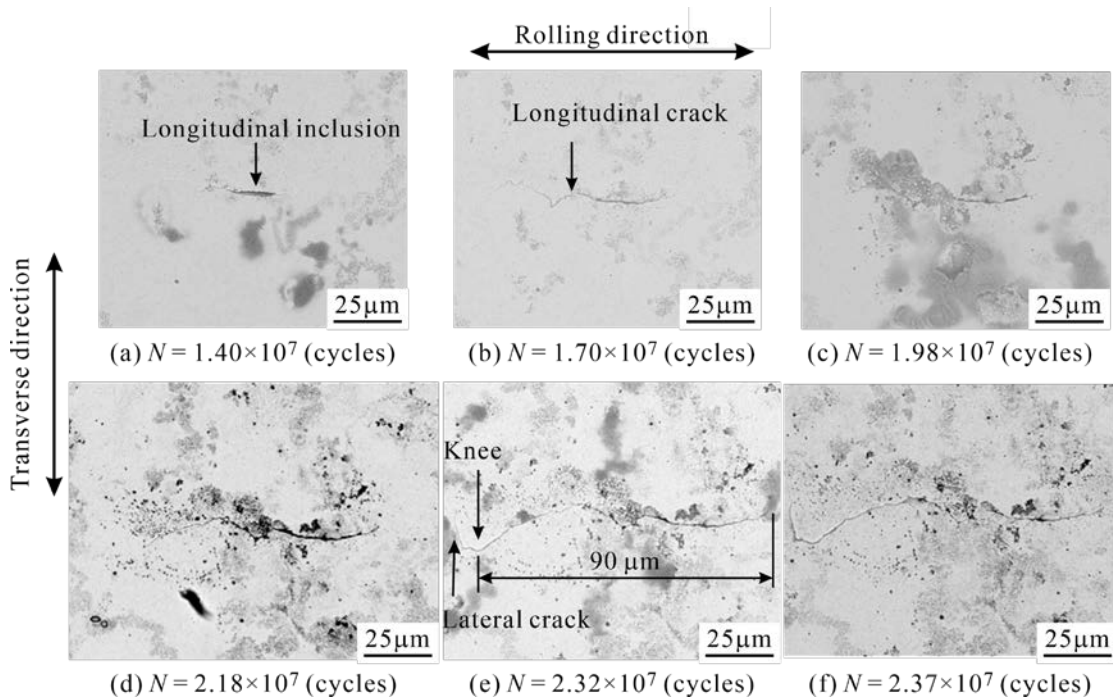 Rolling direction
Longitudinal inclusion
Longitudinal crack
25μm
25μm
25μm
Transverse direction
(a) N = 1.40×10⁷ (cycles)
(b) N = 1.70×10⁷ (cycles)
(c) N = 1.98×10⁷ (cycles)
Knee
90 μm
Lateral crack
25μm
25μm
25μm
(d) N = 2.18×10⁷ (cycles)
(e) N = 2.32×10⁷ (cycles)
(f) N = 2.37×10⁷ (cycles)